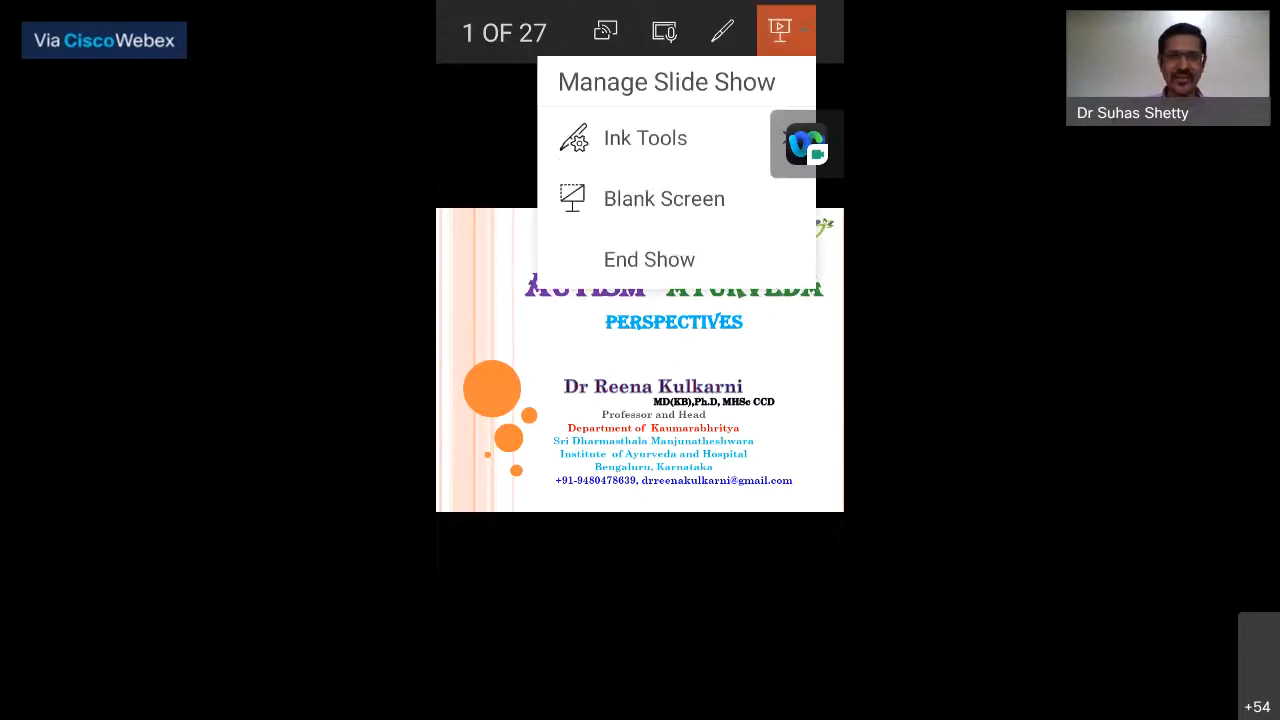 Via CiscoWebex
1 OF 27
Manage Slide Show
Ink Tools
Blank Screen
End Show
Dr Suhas Shetty
AUTISM AYURVEDA
PERSPECTIVES
Dr Reena Kulkarni
MD(KB),Ph.D, MHSc CCD
Professor and Head
Department of Kaumarabhritya
Sri Dharmasthala Manjunatheshwara
Institute of Ayurveda and Hospital
Bengaluru, Karnataka
+91-9480478639, drreenakulkarni@gmail.com
+54